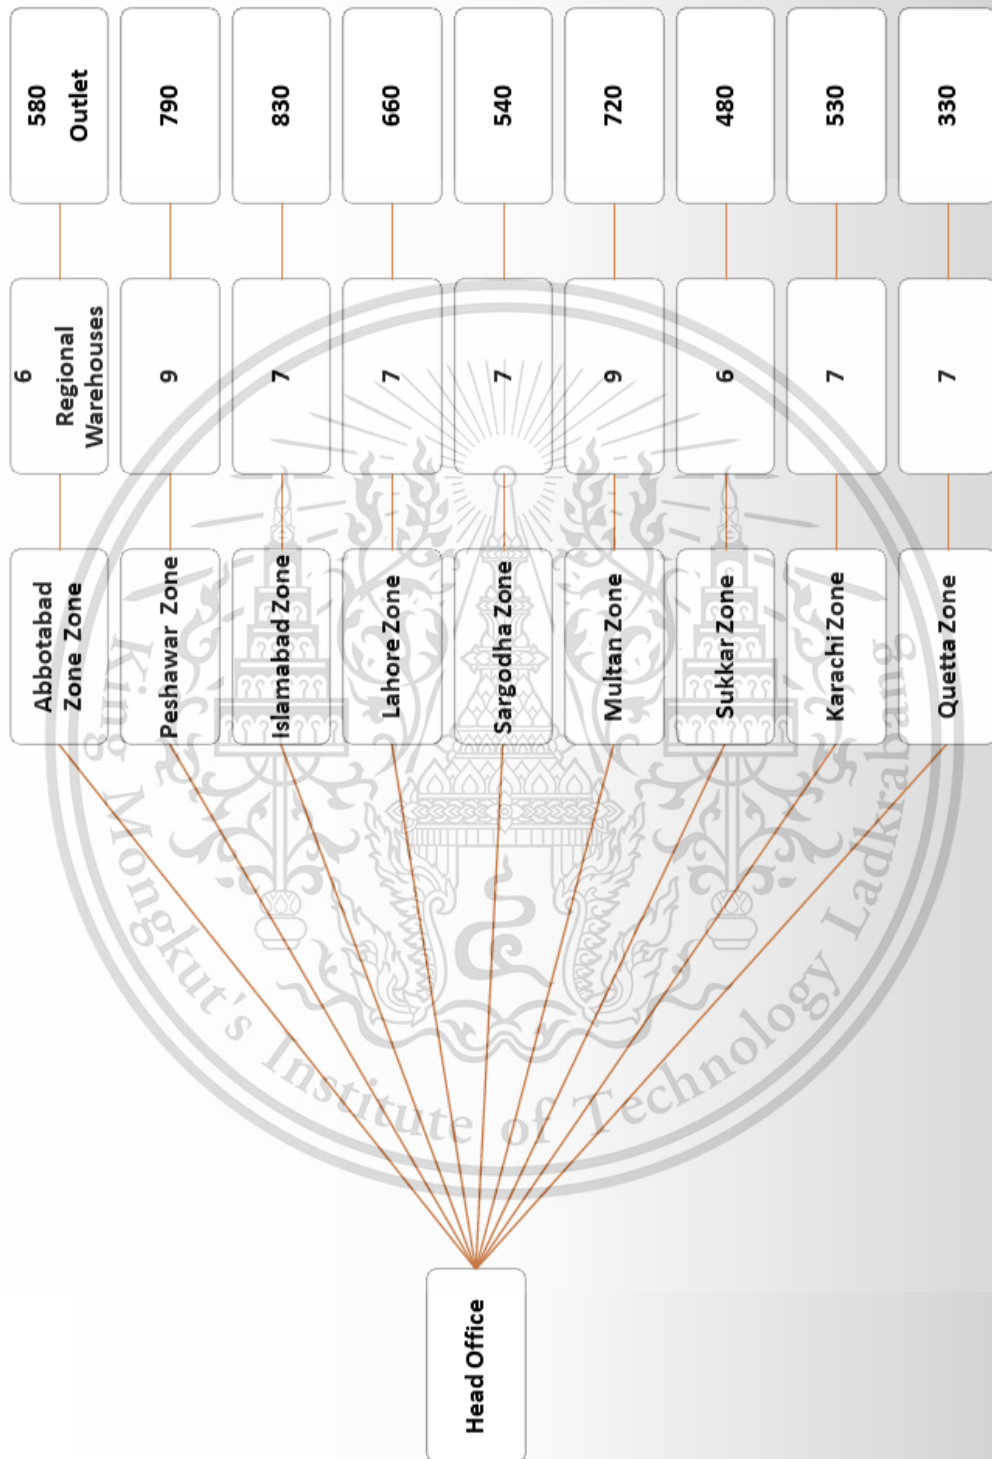 580
Outlet
790
830
660
540
720
480
530
330
6
Regional
Warehouses
9
7
7
7
9
6
7
7
Abbotabad
Zone Zone
Peshawar Zone
Islamabad Zone
Lahore Zone
Sargodha Zone
Multan Zone
Sukkar Zone
Karachi Zone
Quetta Zone
Head Office
King Mongkut's Institute of Technology Ladkrabang